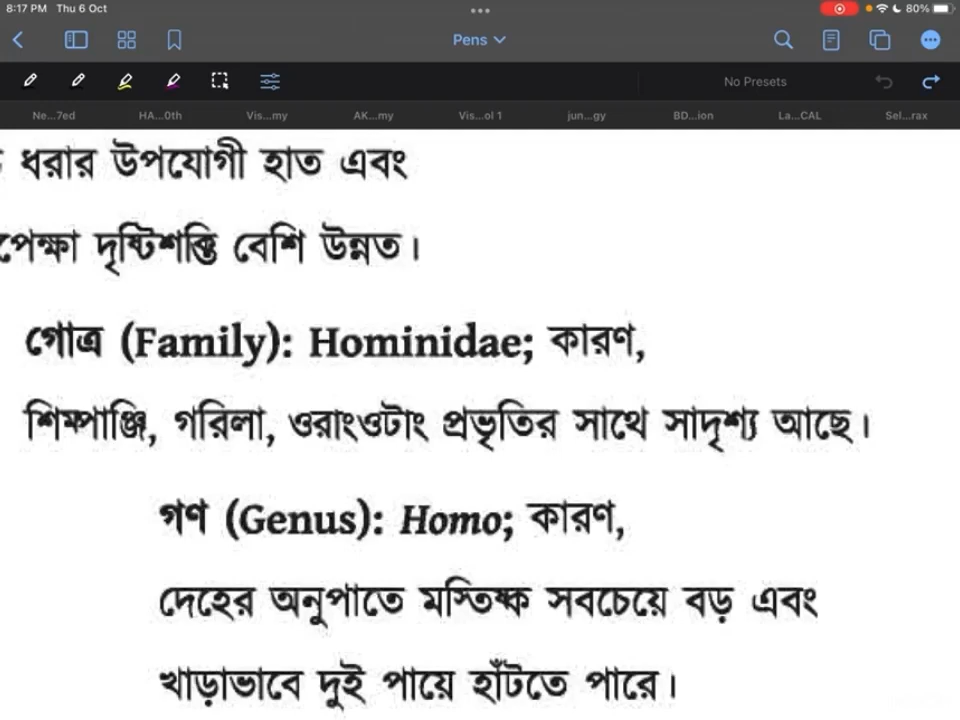 8:17 PM Thu 6 Oct
80%
Pens
No Presets
Ne...7ed HA...0th Vis...my AK...my Vis...ol 1 jun...gy BD...ion La...CAL Sel...rax
ধরার উপযোগী হাত এবং
পেক্ষা দৃষ্টিশক্তি বেশি উন্নত।
গোত্র (Family): Hominidae; কারণ,
শিম্পাঞ্জি, গরিলা, ওরাংওটাং প্রভৃতির সাথে সাদৃশ্য আছে।
গণ (Genus): Homo; কারণ,
দেহের অনুপাতে মস্তিষ্ক সবচেয়ে বড় এবং
খাড়াভাবে দুই পায়ে হাঁটতে পারে।